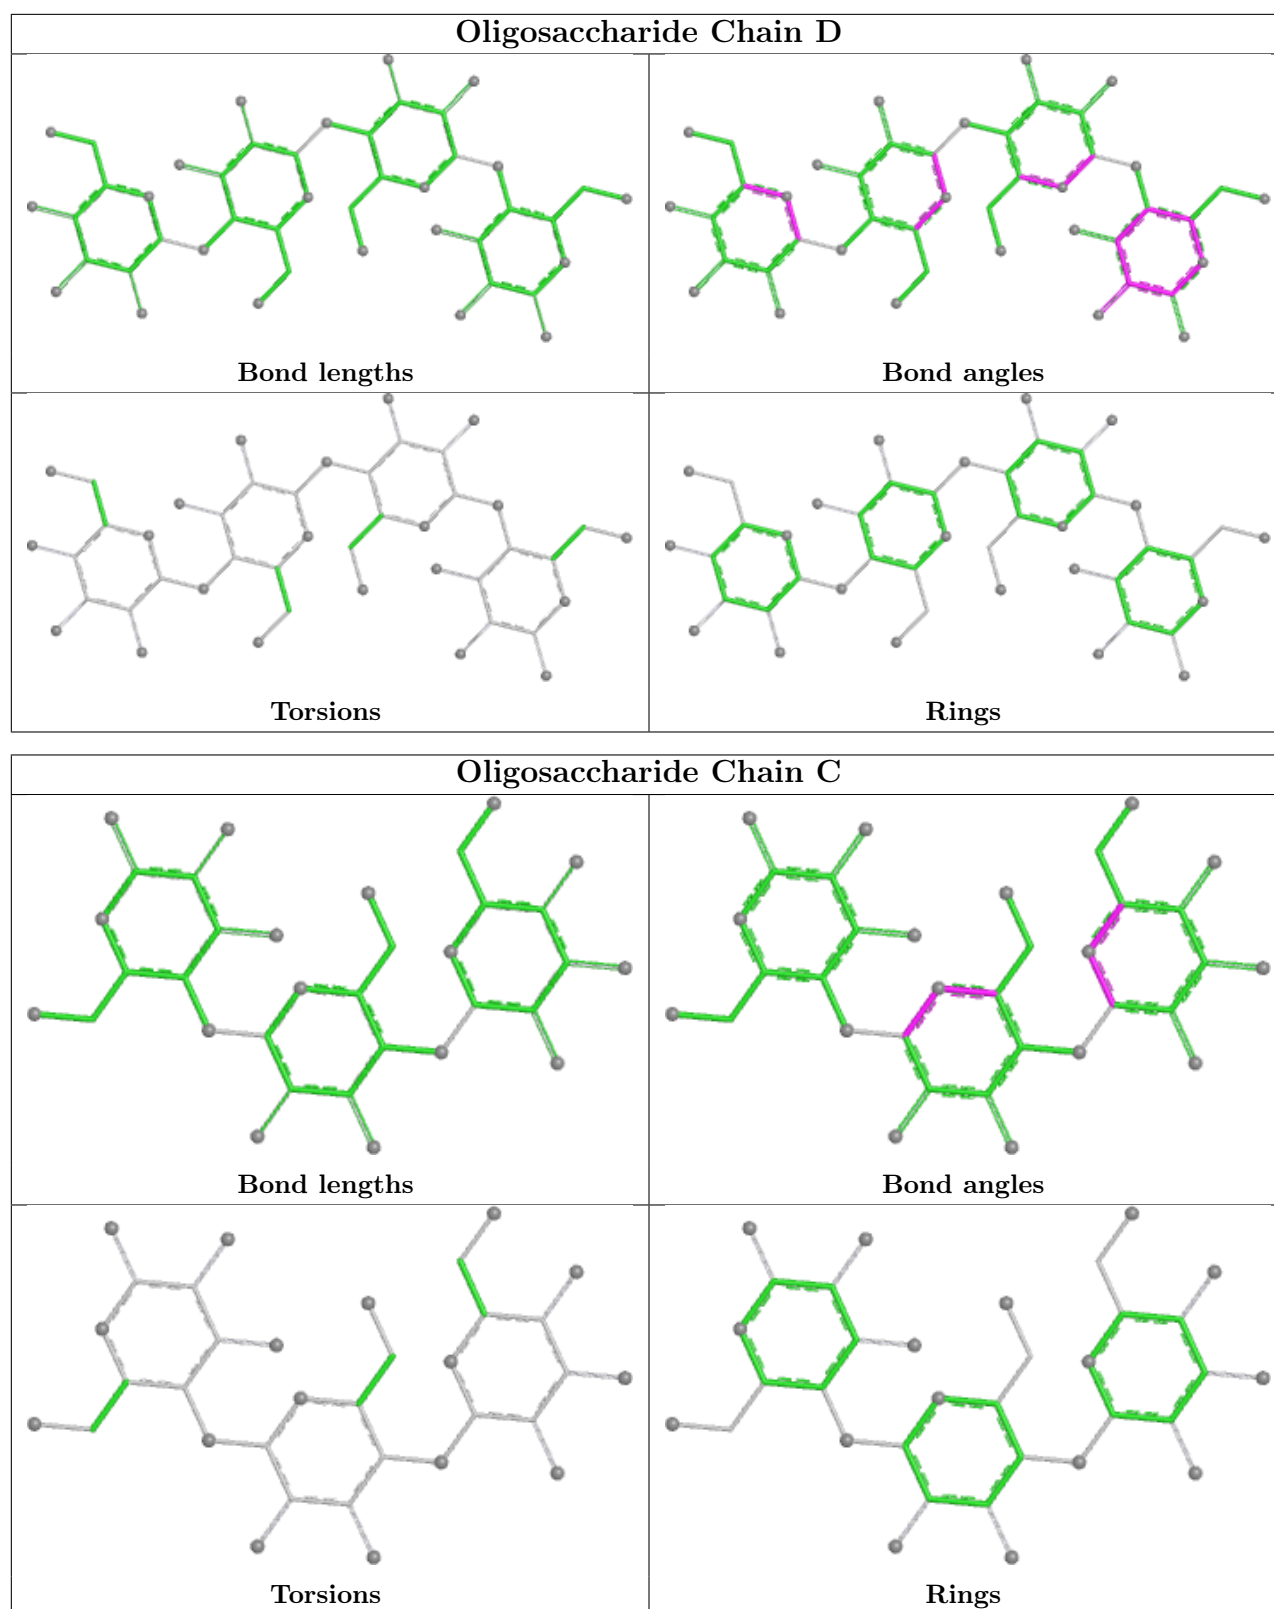 Oligosaccharide Chain D
Bond lengths
Bond angles
Torsions
Rings
Oligosaccharide Chain C
Bond lengths
Bond angles
Torsions
Rings